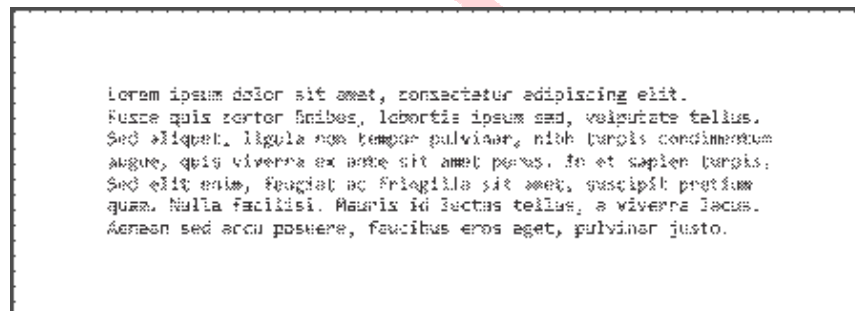 Lorem ipsum dolor sit amet, consectetur adipiscing elit.
Fusce quis tortor finibus, lobortis ipsum sed, vulputate tellus.
Sed aliquet, ligula non tempor pulvinar, nibh turpis condimentum
augue, quis viverra ex ante sit amet purus. In et sapien turpis.
Sed elit enim, feugiat ac fringilla sit amet, suscipit pretium
quam. Nulla facilisi. Mauris id luctus tellus, a viverra lacus.
Aenean sed arcu posuere, faucibus eros eget, pulvinar justo.